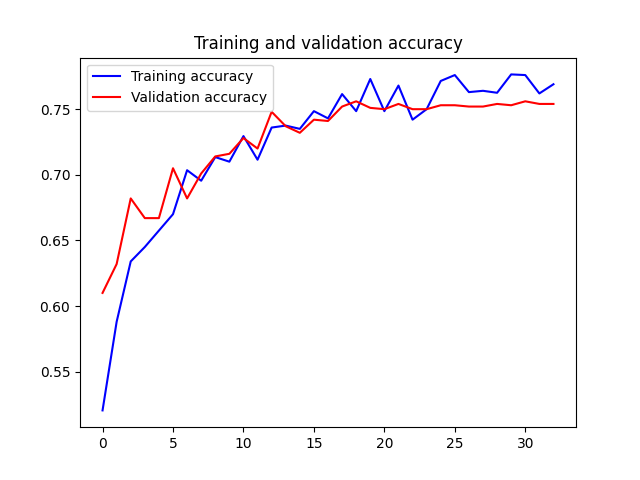 Training and validation accuracy
Training accuracy
Validation accuracy
0.75
0.70
0.65
0.60
0.55
0 5 10 15 20 25 30